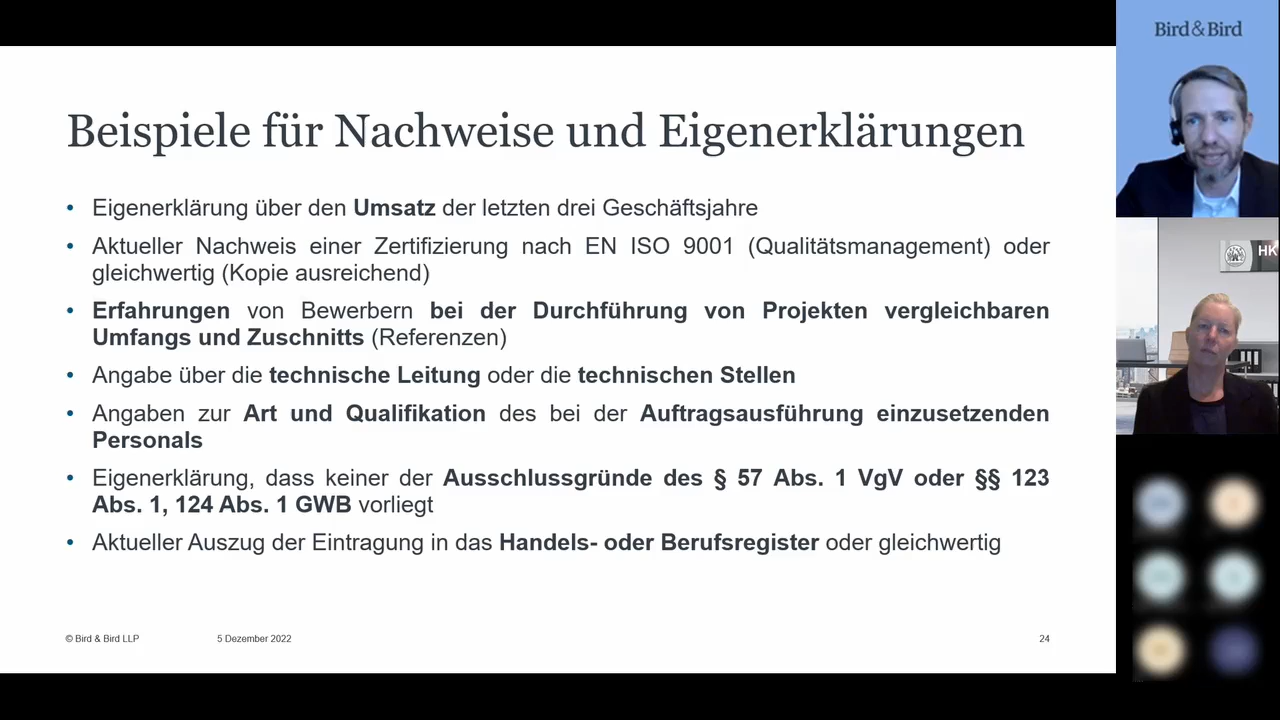 Beispiele für Nachweise und Eigenerklärungen
• Eigenerklärung über den Umsatz der letzten drei Geschäftsjahre
• Aktueller Nachweis einer Zertifizierung nach EN ISO 9001 (Qualitätsmanagement) oder
gleichwertig (Kopie ausreichend)
• Erfahrungen von Bewerbern bei der Durchführung von Projekten vergleichbaren
Umfangs und Zuschnitts (Referenzen)
• Angabe über die technische Leitung oder die technischen Stellen
• Angaben zur Art und Qualifikation des bei der Auftragsausführung einzusetzenden
Personals
• Eigenerklärung, dass keiner der Ausschlussgründe des § 57 Abs. 1 VgV oder §§ 123
Abs. 1, 124 Abs. 1 GWB vorliegt
• Aktueller Auszug der Eintragung in das Handels- oder Berufsregister oder gleichwertig
© Bird & Bird LLP
5 Dezember 2022
24
Bird&Bird
HK